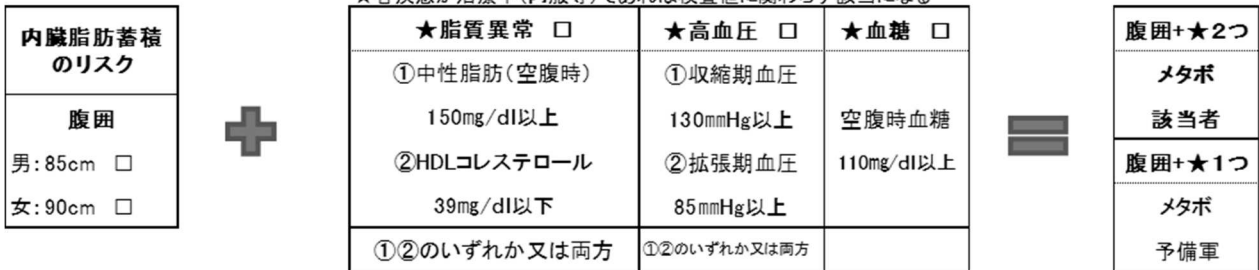 内臓脂肪蓄積
のリスク
腹囲
男:85cm □
女:90cm □
★脂質異常 □
①中性脂肪(空腹時)
150mg/dl以上
②HDLコレステロール
39mg/dl以下
①②のいずれか又は両方
★高血圧 □
①収縮期血圧
130mmHg以上
②拡張期血圧
85mmHg以上
①②のいずれか又は両方
★血糖 □
空腹時血糖
110mg/dl以上
腹囲+★2つ
メタボ
該当者
腹囲+★1つ
メタボ
予備軍